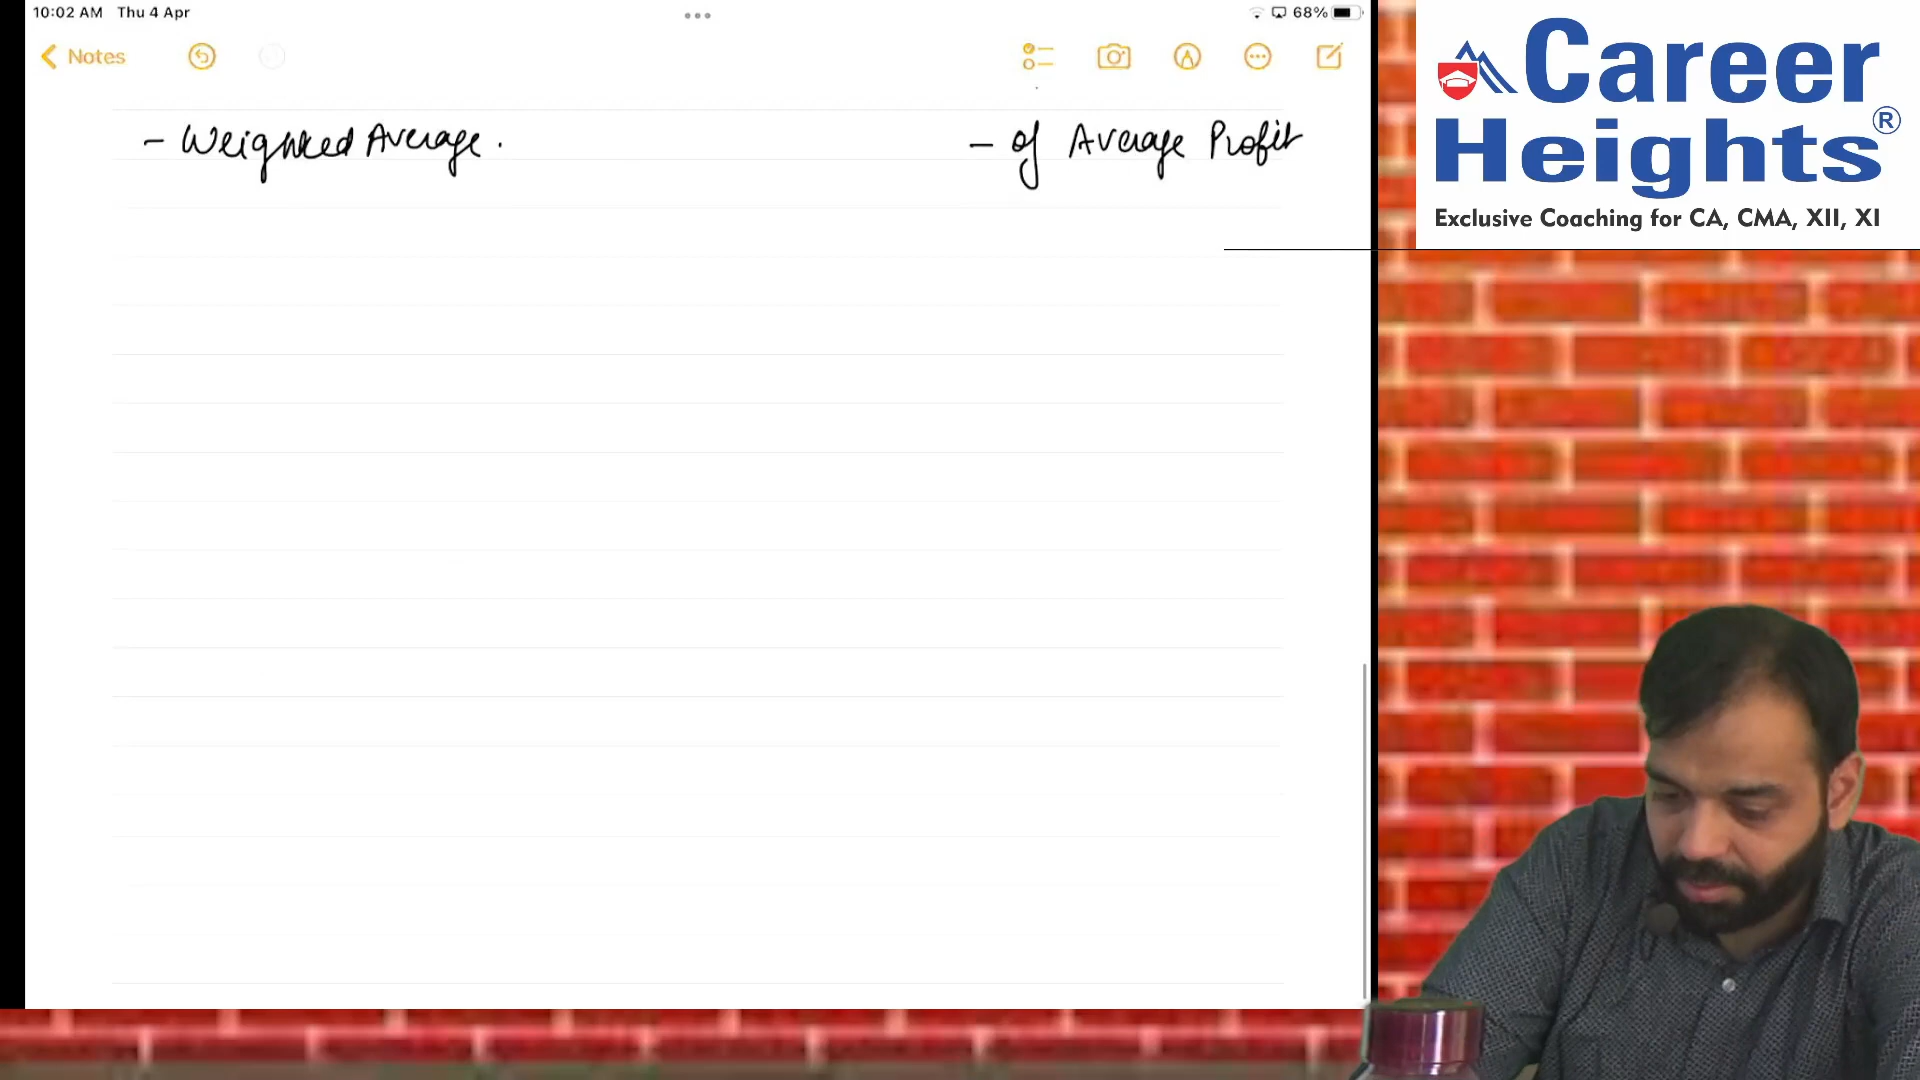 10:02 AM Thu 4 Apr
68%
Notes
- Weighted Average.
- of Average Profit
Career
Heights®
Exclusive Coaching for CA, CMA, XII, XI